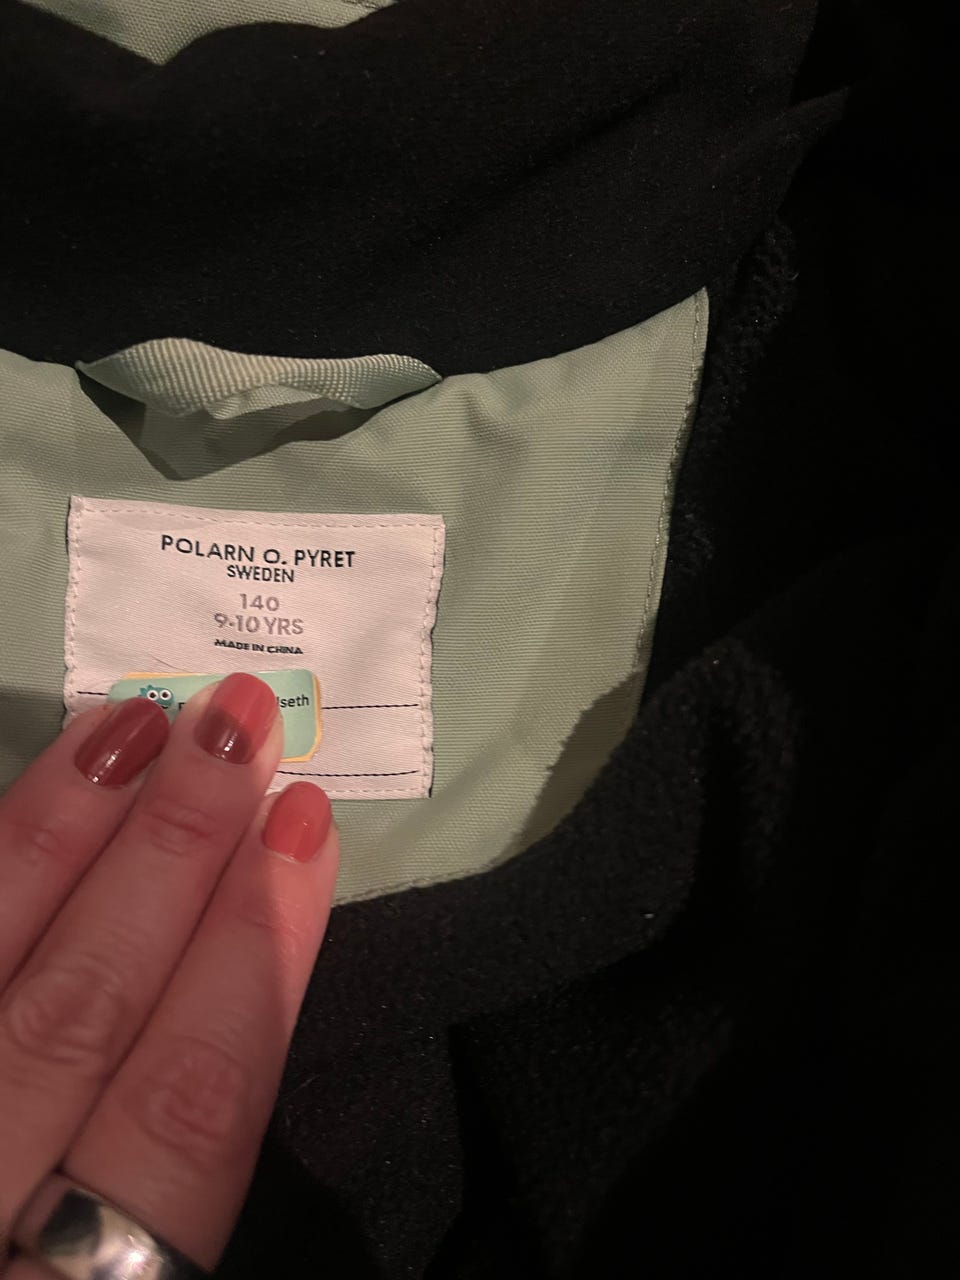 POLARN O. PYRET
SWEDEN
140
9-10 YRS
MADE IN CHINA